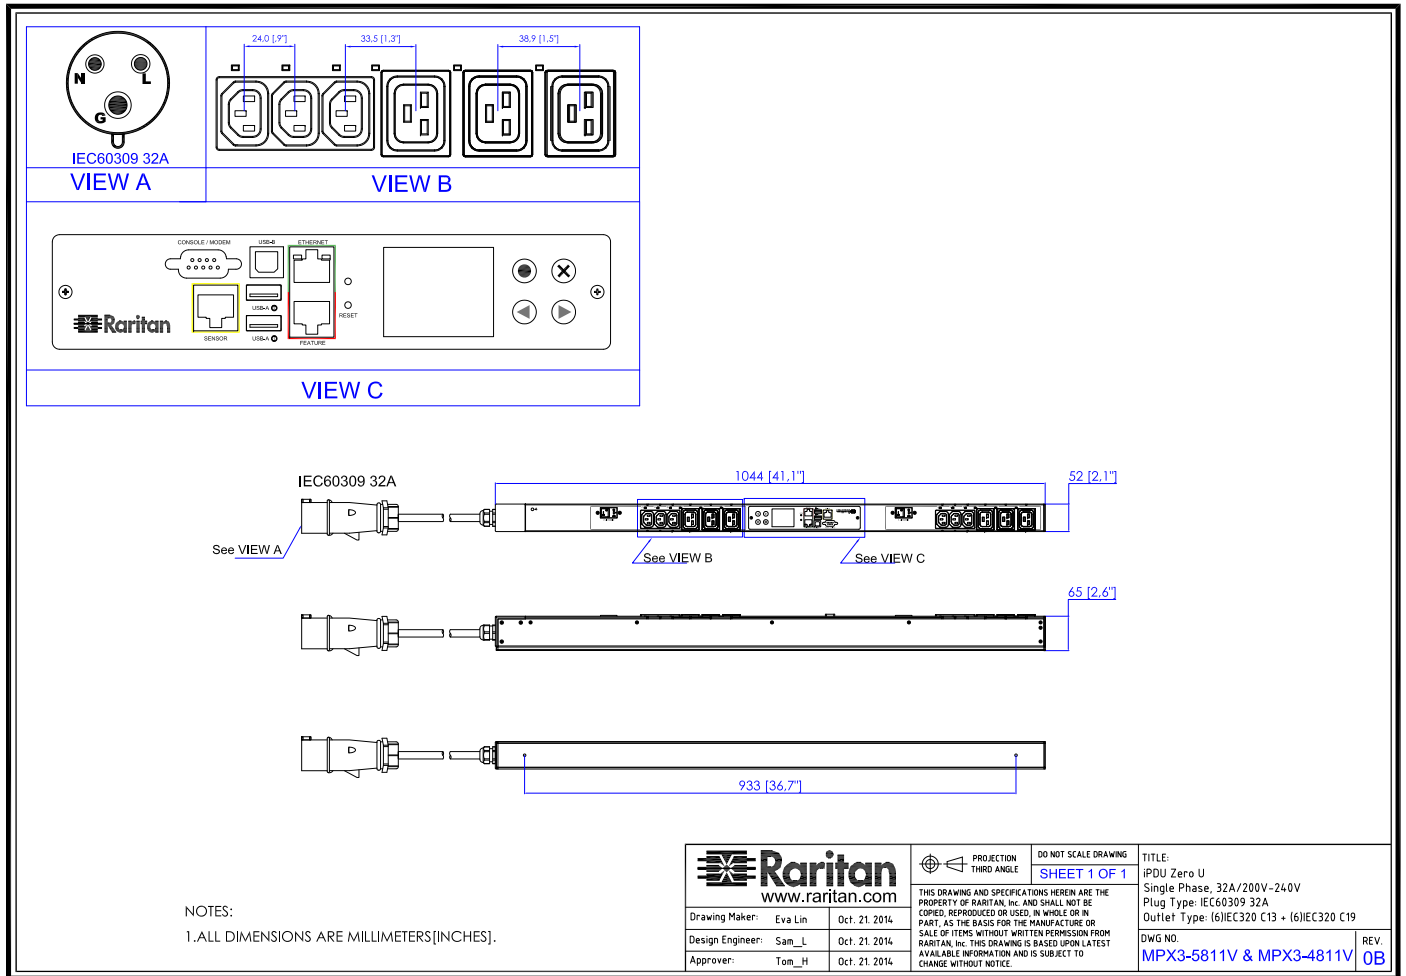 24,0 [,9"]
33,5 [1,3"]
38,9 [1,5"]
N
L
G
IEC60309 32A
VIEW A
VIEW B
CONSOLE / MODEM
USB-B
ETHERNET
USB-A
RESET
Raritan
SENSOR
USB-A
FEATURE
VIEW C
IEC60309 32A
1044 [41,1"]
52 [2,1"]
See VIEW A
See VIEW B
See VIEW C
65 [2,6"]
933 [36,7"]
NOTES:
1.ALL DIMENSIONS ARE MILLIMETERS[INCHES].
Raritan
www.raritan.com
Drawing Maker: Eva Lin Oct. 21. 2014
Design Engineer: Sam_L Oct. 21. 2014
Approver: Tom_H Oct. 21. 2014
PROJECTION
THIRD ANGLE
DO NOT SCALE DRAWING
SHEET 1 OF 1
THIS DRAWING AND SPECIFICATIONS HEREIN ARE THE
PROPERTY OF RARITAN, Inc. AND SHALL NOT BE
COPIED, REPRODUCED OR USED, IN WHOLE OR IN
PART, AS THE BASIS FOR THE MANUFACTURE OR
SALE OF ITEMS WITHOUT WRITTEN PERMISSION FROM
RARITAN, Inc. THIS DRAWING IS BASED UPON LATEST
AVAILABLE INFORMATION AND IS SUBJECT TO
CHANGE WITHOUT NOTICE.
TITLE:
iPDU Zero U
Single Phase, 32A/200V-240V
Plug Type: IEC60309 32A
Outlet Type: (6)IEC320 C13 + (6)IEC320 C19
DWG NO.
MPX3-5811V & MPX3-4811V
REV.
0B